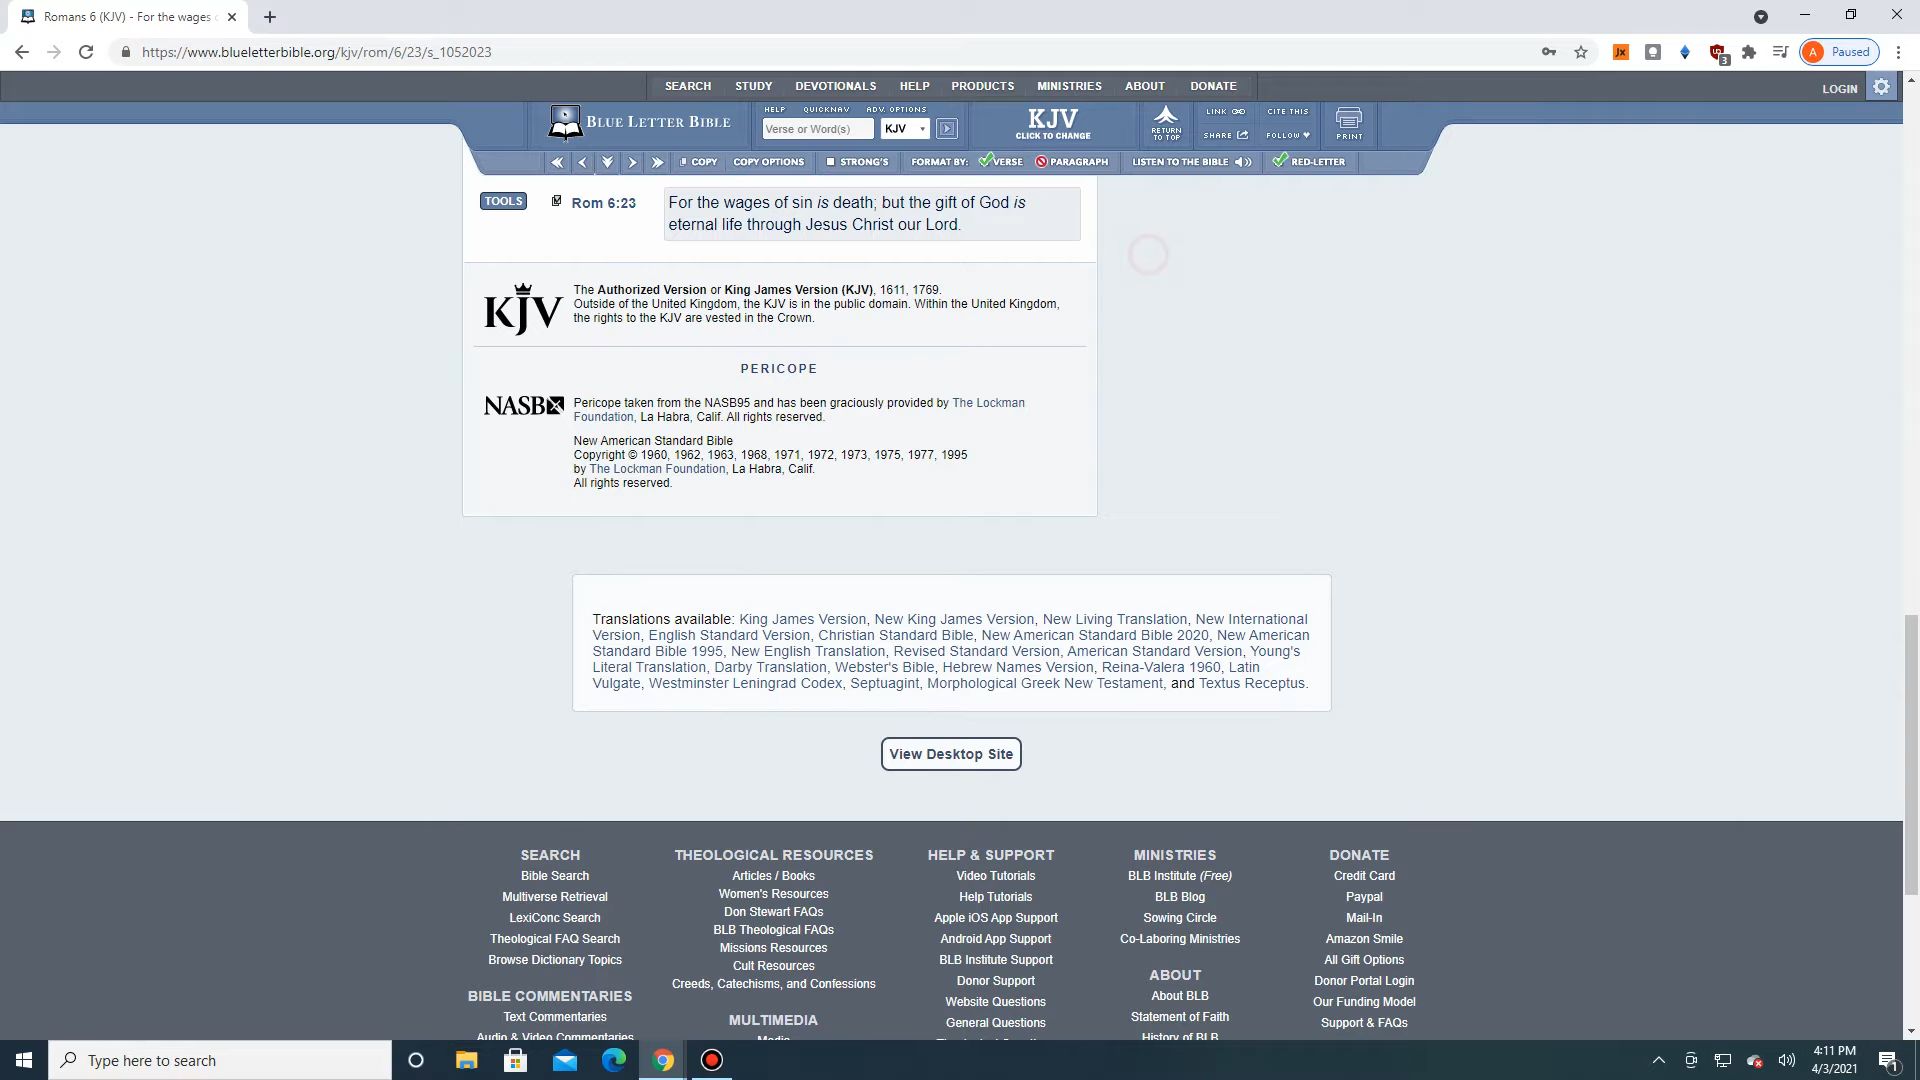 Romans 6 (KJV) - For the wages
https://www.blueletterbible.org/kjv/rom/6/23/s_1052023
Jx
3
A Paused
SEARCH STUDY DEVOTIONALS HELP PRODUCTS MINISTRIES ABOUT DONATE
LOGIN
BLUE LETTER BIBLE
HELP QUICKNAV ADV. OPTIONS
Verse or Word(s) KJV
KJV
CLICK TO CHANGE
RETURN
TO TOP
LINK CITE THIS
SHARE FOLLOW
PRINT
COPY COPY OPTIONS STRONG'S FORMAT BY: VERSE PARAGRAPH LISTEN TO THE BIBLE RED-LETTER
TOOLS Rom 6:23 For the wages of sin is death; but the gift of God is
eternal life through Jesus Christ our Lord.
KJV
The Authorized Version or King James Version (KJV), 1611, 1769.
Outside of the United Kingdom, the KJV is in the public domain. Within the United Kingdom,
the rights to the KJV are vested in the Crown.
PERICOPE
NASB
Pericope taken from the NASB95 and has been graciously provided by The Lockman
Foundation, La Habra, Calif. All rights reserved.
New American Standard Bible
Copyright © 1960, 1962, 1963, 1968, 1971, 1972, 1973, 1975, 1977, 1995
by The Lockman Foundation, La Habra, Calif.
All rights reserved.
Translations available: King James Version, New King James Version, New Living Translation, New International
Version, English Standard Version, Christian Standard Bible, New American Standard Bible 2020, New American
Standard Bible 1995, New English Translation, Revised Standard Version, American Standard Version, Young's
Literal Translation, Darby Translation, Webster's Bible, Hebrew Names Version, Reina-Valera 1960, Latin
Vulgate, Westminster Leningrad Codex, Septuagint, Morphological Greek New Testament, and Textus Receptus.
View Desktop Site
SEARCH
Bible Search
Multiverse Retrieval
LexiConc Search
Theological FAQ Search
Browse Dictionary Topics
BIBLE COMMENTARIES
Text Commentaries
Audio & Video Commentaries
THEOLOGICAL RESOURCES
Articles / Books
Women's Resources
Don Stewart FAQs
BLB Theological FAQs
Missions Resources
Cult Resources
Creeds, Catechisms, and Confessions
MULTIMEDIA
HELP & SUPPORT
Video Tutorials
Help Tutorials
Apple iOS App Support
Android App Support
BLB Institute Support
Donor Support
Website Questions
General Questions
MINISTRIES
BLB Institute (Free)
BLB Blog
Sowing Circle
Co-Laboring Ministries
ABOUT
About BLB
Statement of Faith
History of BLB
DONATE
Credit Card
Paypal
Mail-In
Amazon Smile
All Gift Options
Donor Portal Login
Our Funding Model
Support & FAQs
Type here to search
4:11 PM
4/3/2021
1